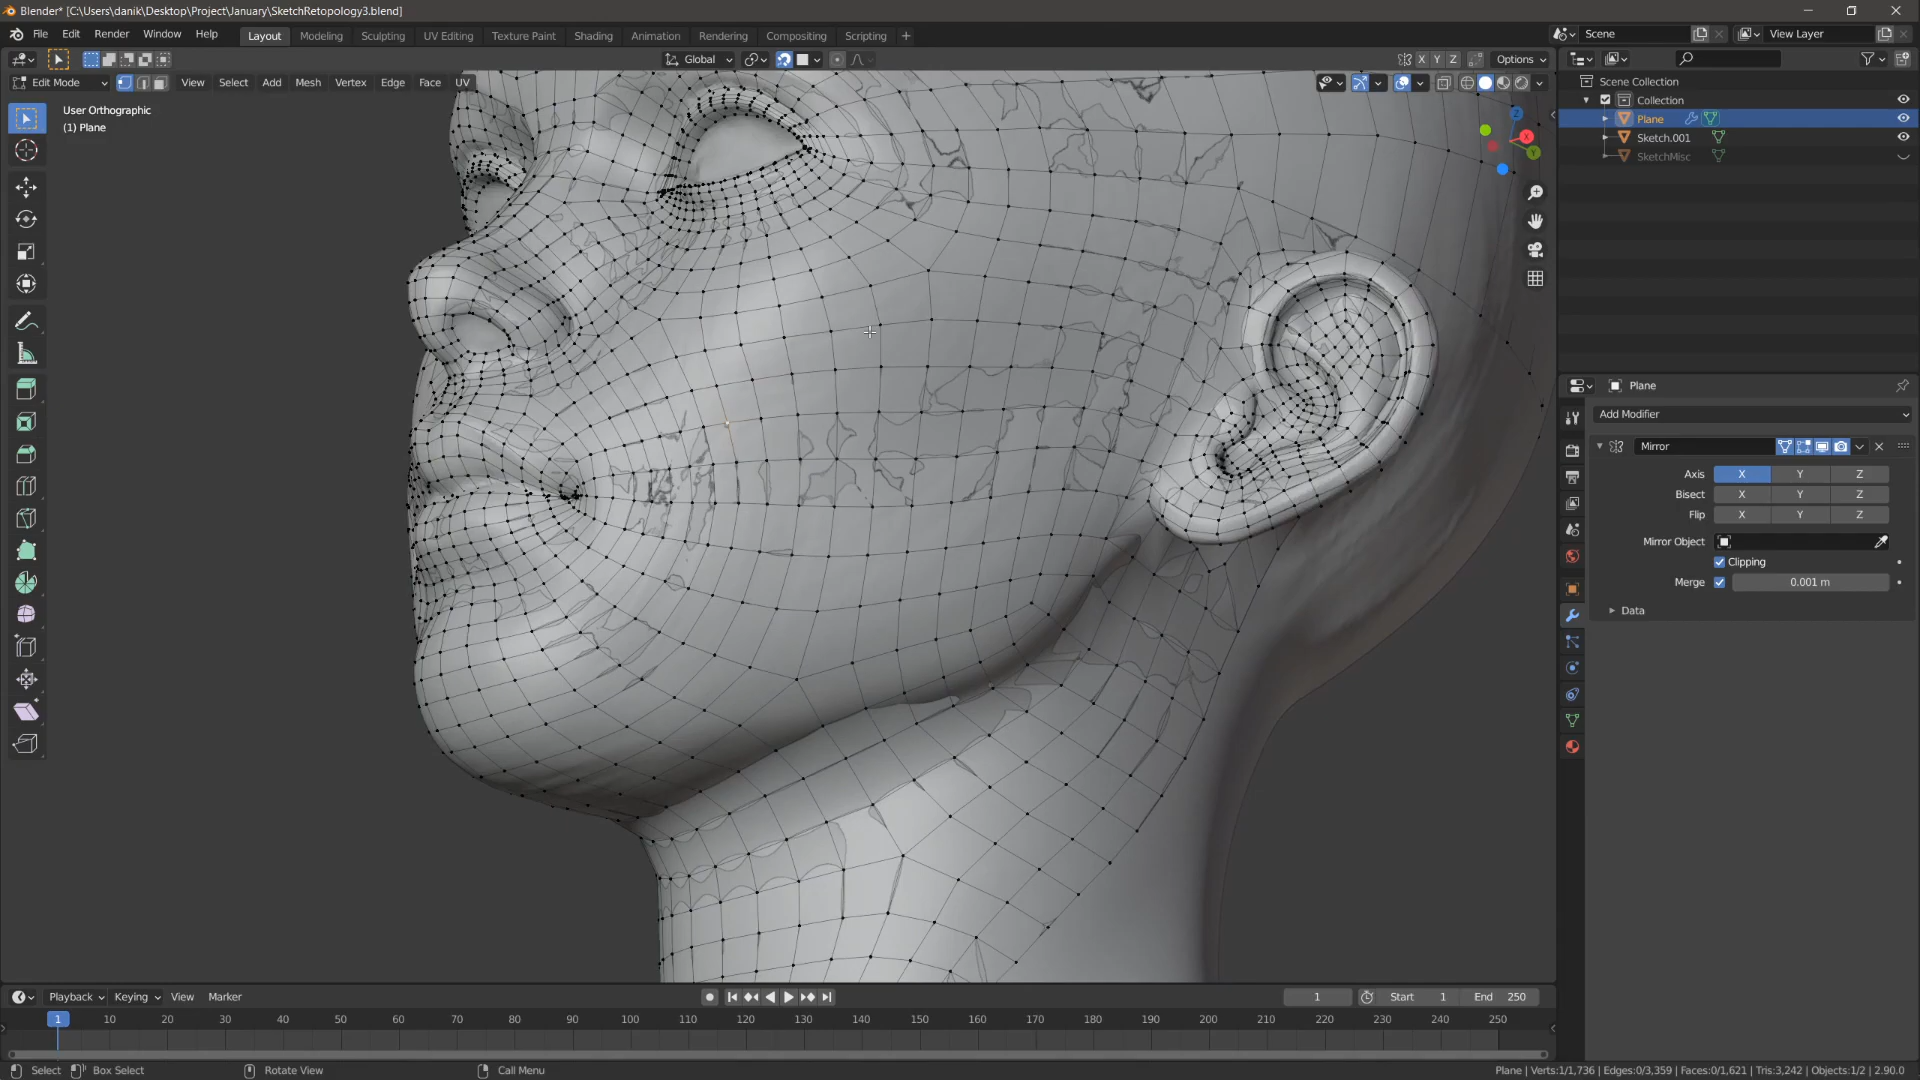 Blender* [C:\Users\danik\Desktop\Project\January\SketchRetopology3.blend]
File Edit Render Window Help Layout Modeling Sculpting UV Editing Texture Paint Shading Animation Rendering Compositing Scripting + Scene View Layer
Global X Y Z Options
Edit Mode View Select Add Mesh Vertex Edge Face UV
User Orthographic
(1) Plane
Z
X
Y
Scene Collection
Collection
Plane
Sketch.001
SketchMisc
Plane
Add Modifier
Mirror
Axis X Y Z
Bisect X Y Z
Flip X Y Z
Mirror Object
Clipping
Merge 0.001 m
Data
Playback Keying View Marker 1 Start 1 End 250
1 10 20 30 40 50 60 70 80 90 100 110 120 130 140 150 160 170 180 190 200 210 220 230 240 250
Select Box Select Rotate View Call Menu Plane | Verts:1/1,736 | Edges:0/3,359 | Faces:0/1,621 | Tris:3,242 | Objects:1/2 | 2.90.0